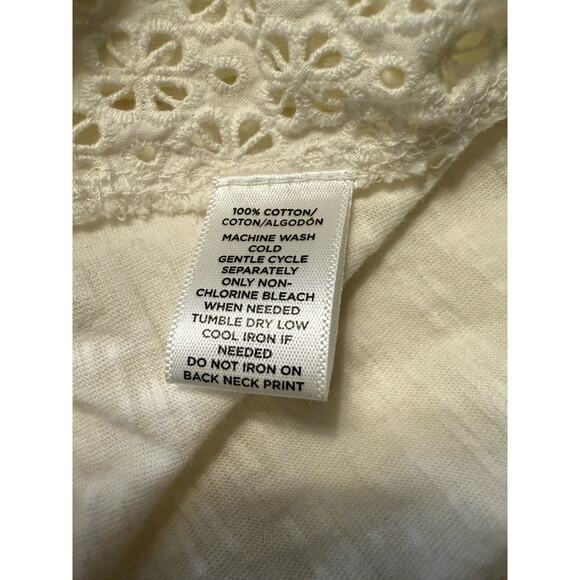 100% COTTON/
COTON/ALGODÓN
MACHINE WASH
COLD
GENTLE CYCLE
SEPARATELY
ONLY NON-
CHLORINE BLEACH
WHEN NEEDED
TUMBLE DRY LOW
COOL IRON IF
NEEDED
DO NOT IRON ON
BACK NECK PRINT